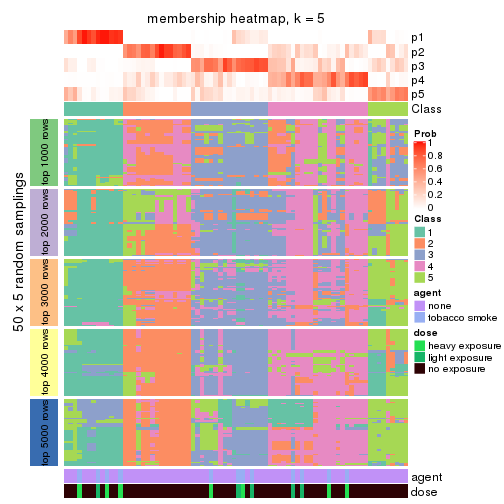 membership heatmap, k = 5
p1
p2
p3
p4
p5
Class
50 x 5 random samplings
top 1000 rows
top 2000 rows
top 3000 rows
top 4000 rows
top 5000 rows
agent
dose
Prob
1
0.8
0.6
0.4
0.2
0
Class
1
2
3
4
5
agent
none
tobacco smoke
dose
heavy exposure
light exposure
no exposure